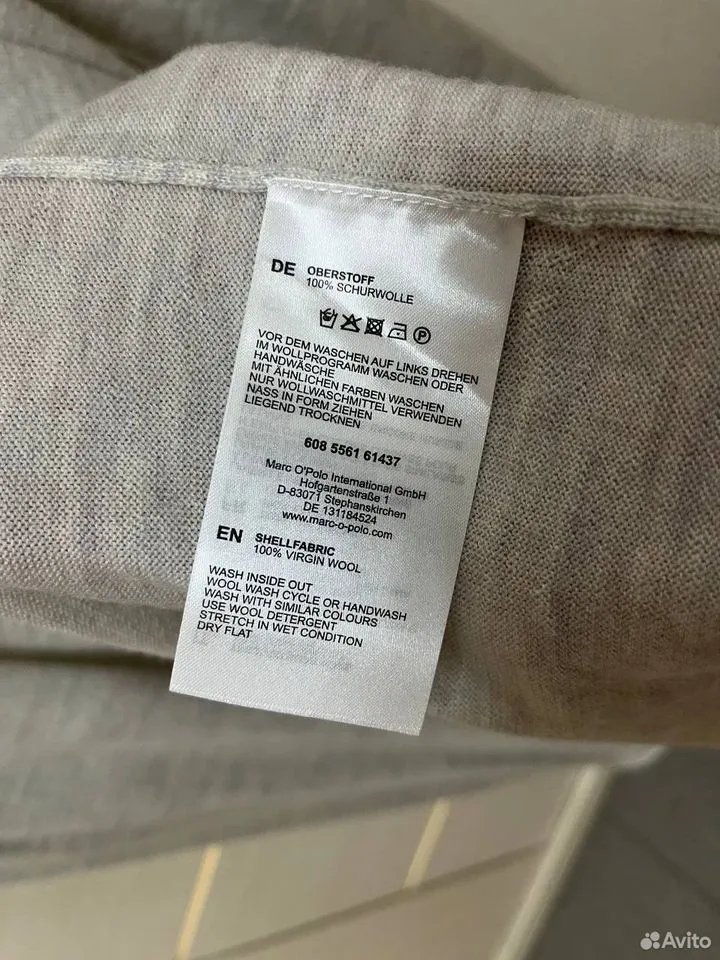 DE OBERSTOFF
100% SCHURWOLLE
VOR DEM WASCHEN AUF LINKS DREHEN
IM WOLLPROGRAMM WASCHEN ODER
HANDWÄSCHE
MIT ÄHNLICHEN FARBEN WASCHEN
NUR WOLLWASCHMITTEL VERWENDEN
NASS IN FORM ZIEHEN
LIEGEND TROCKNEN
608 5561 61437
Marc O'Polo International GmbH
Hofgartenstraße 1
D-83071 Stephanskirchen
DE 131184524
www.marc-o-polo.com
EN SHELLFABRIC
100% VIRGIN WOOL
WASH INSIDE OUT
WOOL WASH CYCLE OR HANDWASH
WASH WITH SIMILAR COLOURS
USE WOOL DETERGENT
STRETCH IN WET CONDITION
DRY FLAT
Avito